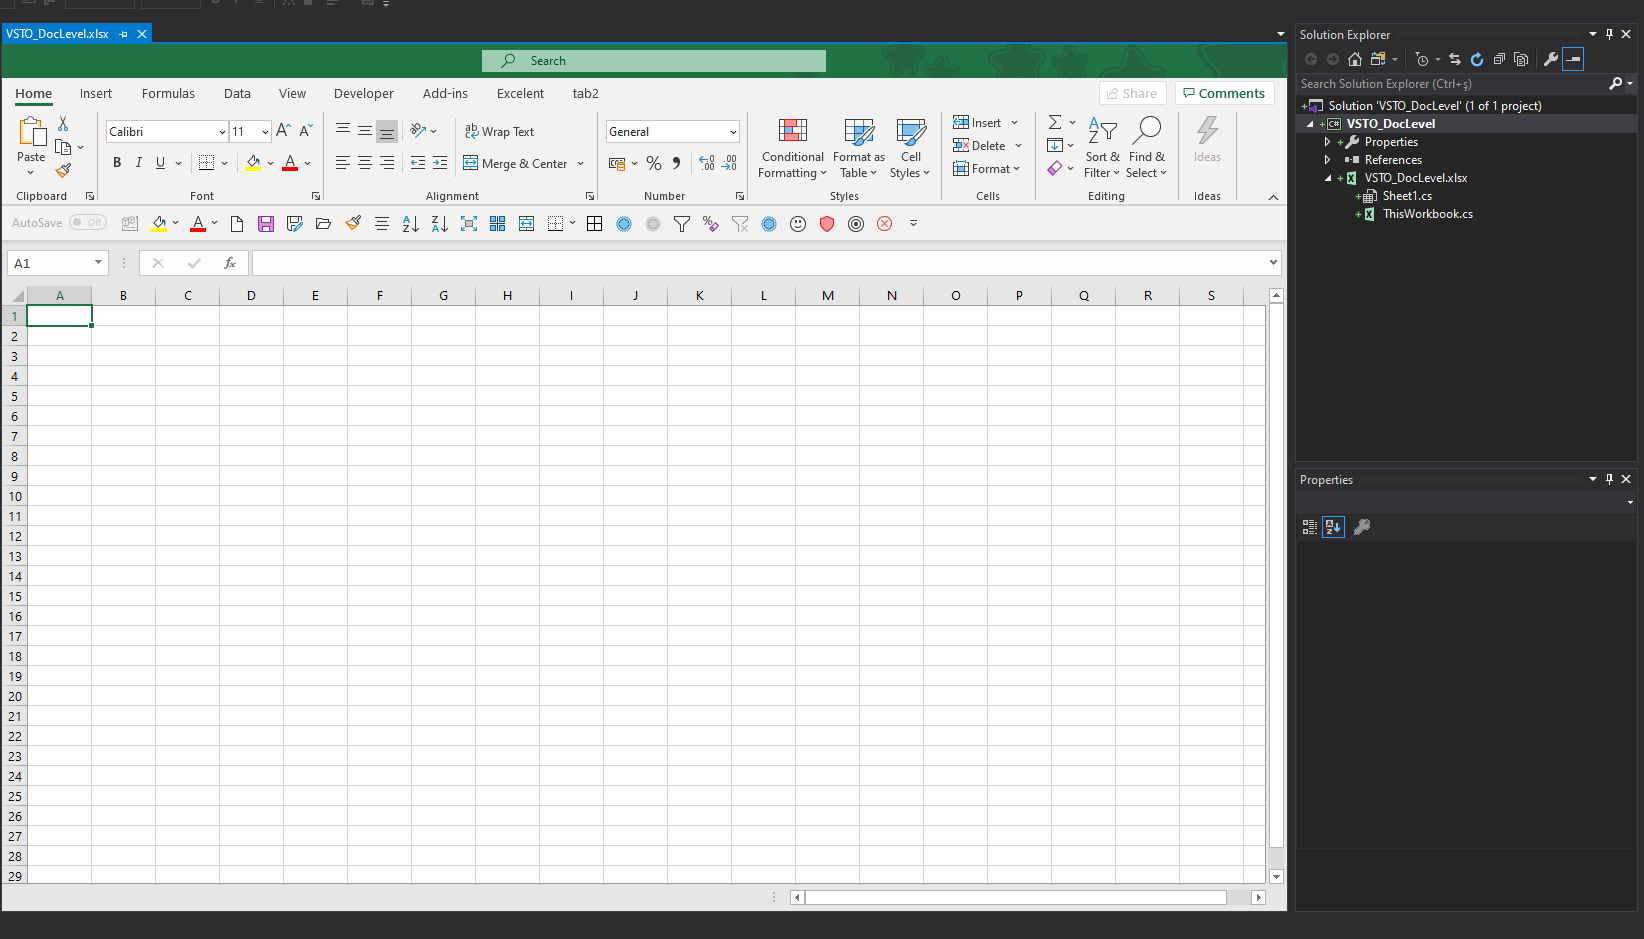 VSTO_DocLevel.xlsx
Search
Home Insert Formulas Data View Developer Add-ins Excelent tab2
Share Comments
Paste
Calibri 11
B I U A
ab Wrap Text
Merge & Center
General
% 
Conditional Formatting
Format as Table
Cell Styles
Insert
Delete
Format
Sort & Filter
Find & Select
Ideas
Clipboard Font Alignment Number Styles Cells Editing Ideas
AutoSave Off
A1 fx
A B C D E F G H I J K L M N O P Q R S
1
2
3
4
5
6
7
8
9
10
11
12
13
14
15
16
17
18
19
20
21
22
23
24
25
26
27
28
29
Solution Explorer
Search Solution Explorer (Ctrl+ş)
Solution 'VSTO_DocLevel' (1 of 1 project)
C# VSTO_DocLevel
Properties
References
VSTO_DocLevel.xlsx
Sheet1.cs
ThisWorkbook.cs
Properties